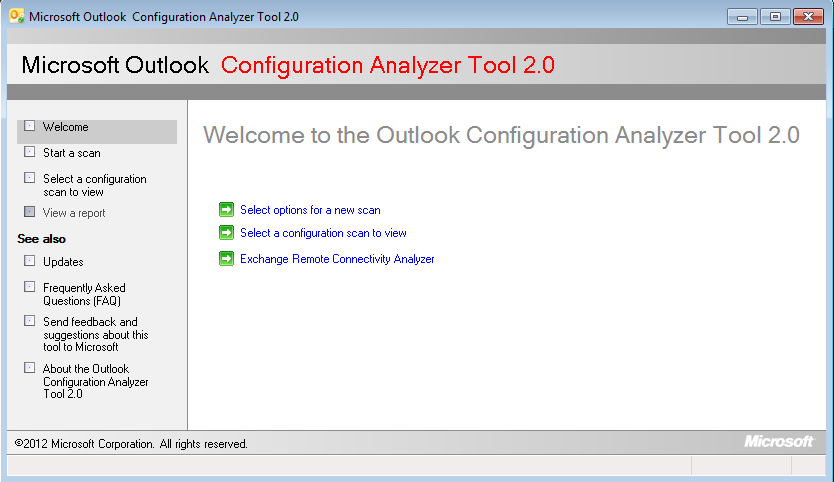 Microsoft Outlook Configuration Analyzer Tool 2.0
Microsoft Outlook Configuration Analyzer Tool 2.0
Welcome
Start a scan
Select a configuration
scan to view
View a report
See also
Updates
Frequently Asked
Questions (FAQ)
Send feedback and
suggestions about this
tool to Microsoft
About the Outlook
Configuration Analyzer
Tool 2.0
Welcome to the Outlook Configuration Analyzer Tool 2.0
Select options for a new scan
Select a configuration scan to view
Exchange Remote Connectivity Analyzer
©2012 Microsoft Corporation. All rights reserved.
Microsoft